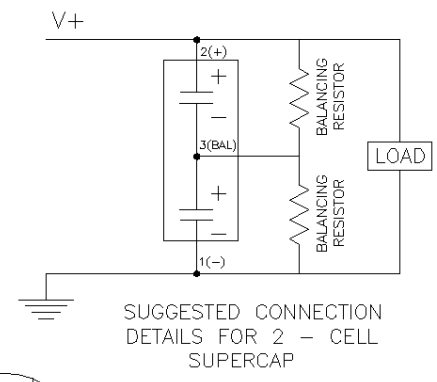 V+
2(+)
+
−
BALANCING
RESISTOR
3(BAL)
LOAD
+
−
BALANCING
RESISTOR
1(−)
SUGGESTED CONNECTION
DETAILS FOR 2 − CELL
SUPERCAP